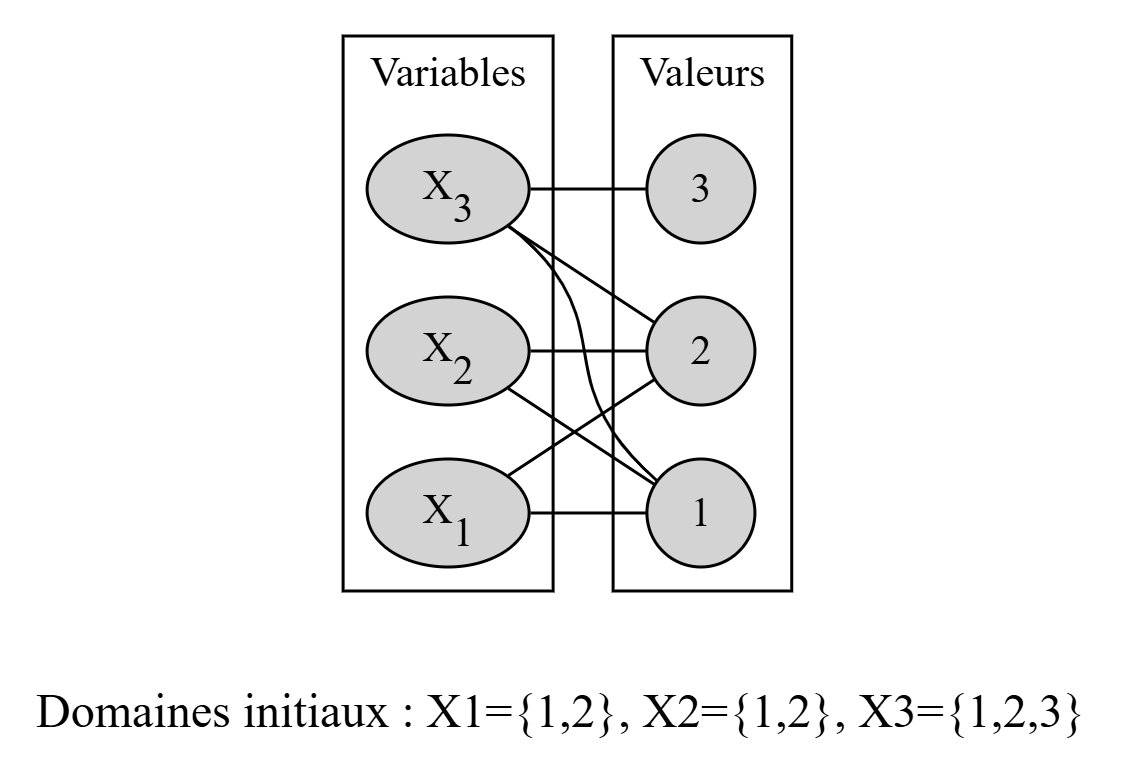 Variables Valeurs
X3 3
X2 2
X1 1
Domaines initiaux : X1={1,2}, X2={1,2}, X3={1,2,3}